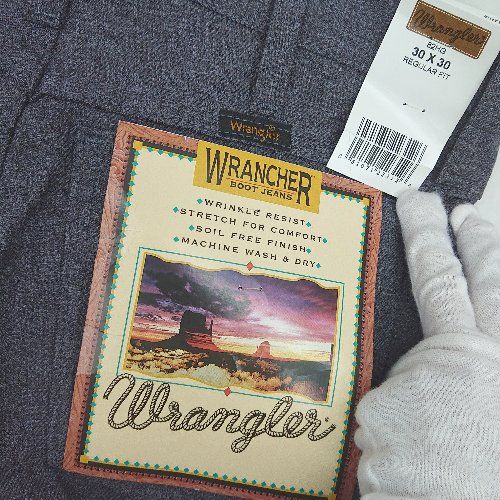 Wrangler
82HG
30 X 30
REGULAR FIT
Wrangler
WRANCHER
BOOT JEANS
WRINKLE RESIST
STRETCH FOR COMFORT
SOIL FREE FINISH
MACHINE WASH & DRY
Wrangler